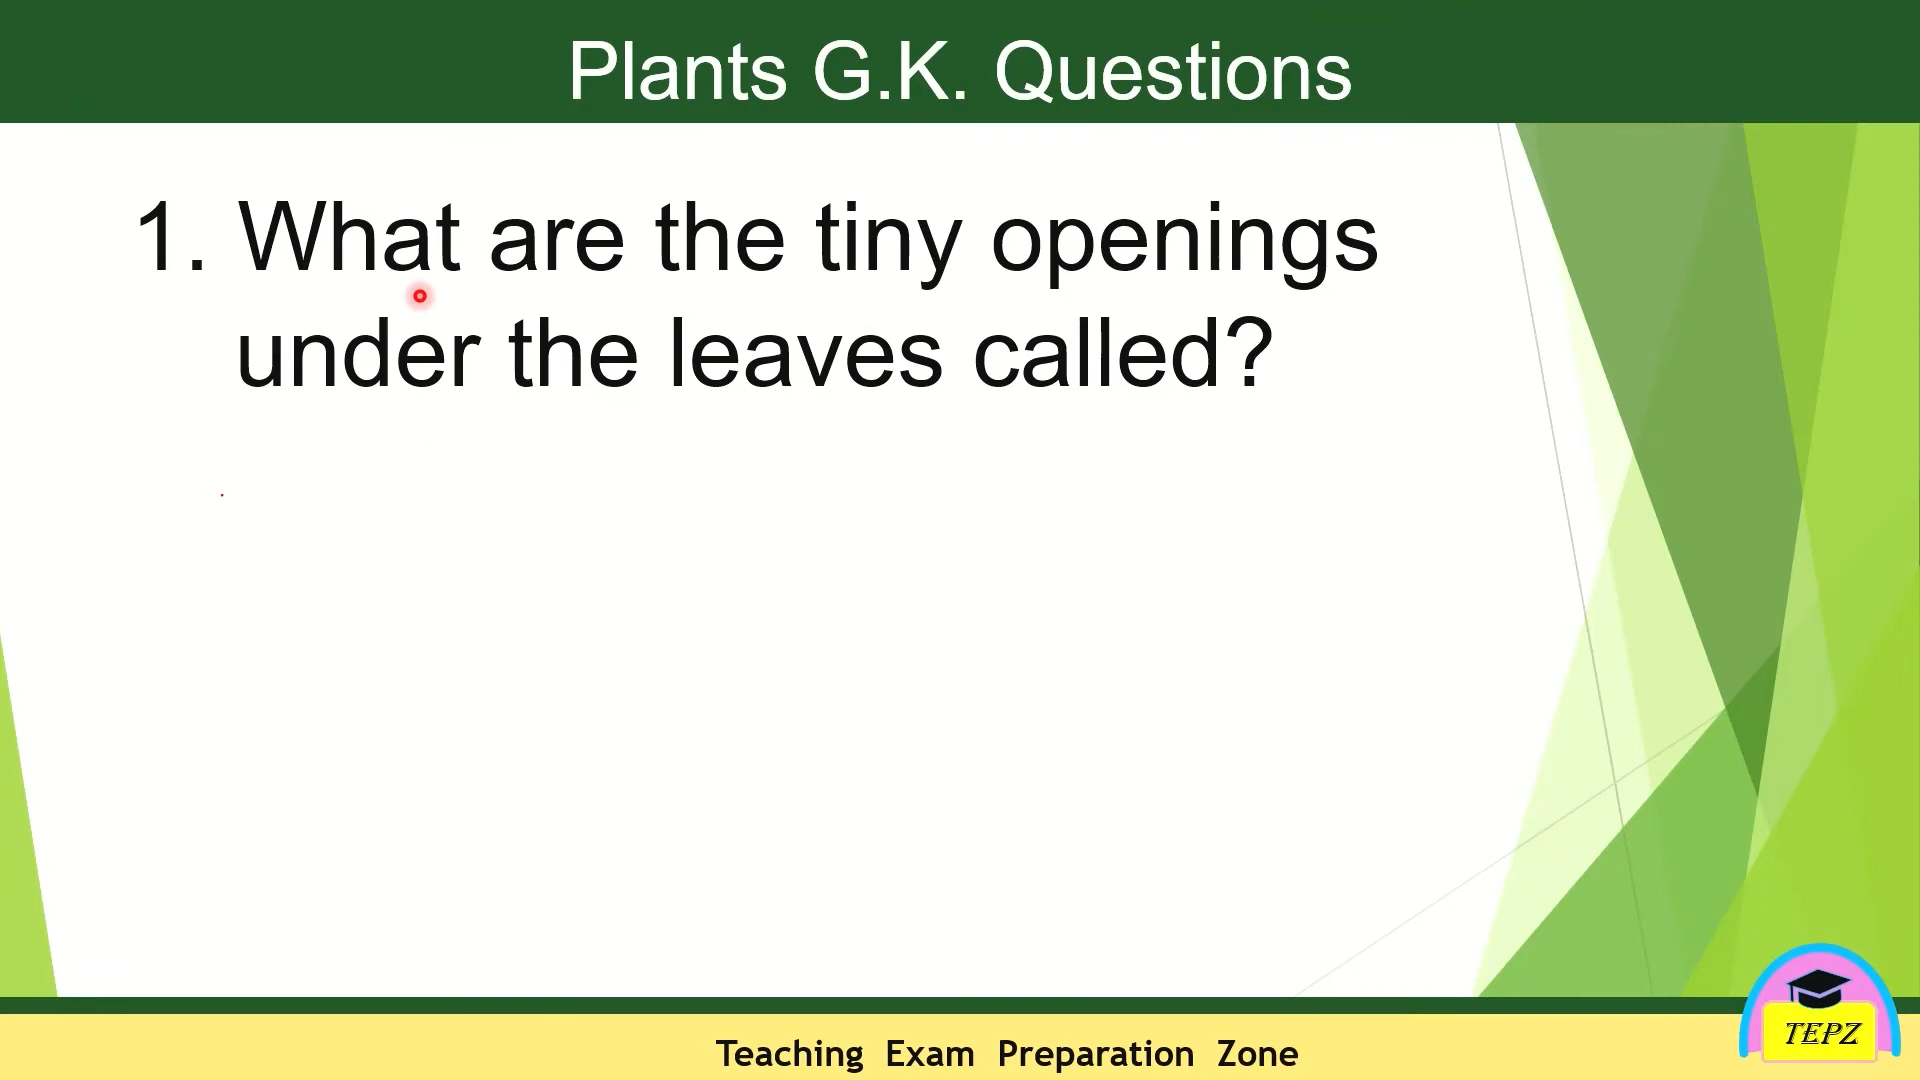 Plants G.K. Questions
1. What are the tiny openings
under the leaves called?
TEPZ
Teaching Exam Preparation Zone